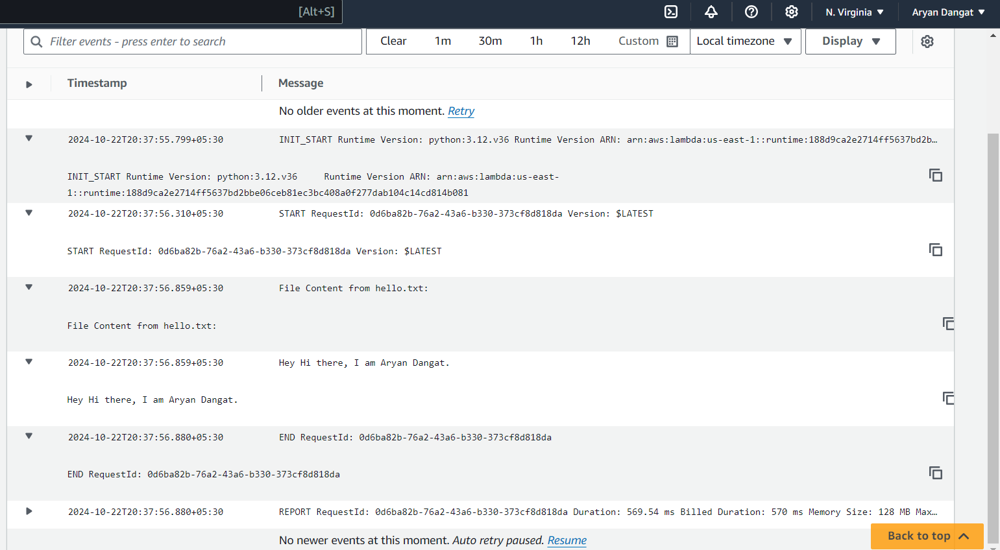 [Alt+S]
N. Virginia
Aryan Dangat
Filter events - press enter to search
Clear 1m 30m 1h 12h Custom Local timezone Display
Timestamp Message
No older events at this moment. Retry
2024-10-22T20:37:55.799+05:30 INIT_START Runtime Version: python:3.12.v36 Runtime Version ARN: arn:aws:lambda:us-east-1::runtime:188d9ca2e2714ff5637bd2b…
INIT_START Runtime Version: python:3.12.v36 Runtime Version ARN: arn:aws:lambda:us-east-
1::runtime:188d9ca2e2714ff5637bd2bbe06ceb81ec3bc408a0f277dab104c14cd814b081
2024-10-22T20:37:56.310+05:30 START RequestId: 0d6ba82b-76a2-43a6-b330-373cf8d818da Version: $LATEST
START RequestId: 0d6ba82b-76a2-43a6-b330-373cf8d818da Version: $LATEST
2024-10-22T20:37:56.859+05:30 File Content from hello.txt:
File Content from hello.txt:
2024-10-22T20:37:56.859+05:30 Hey Hi there, I am Aryan Dangat.
Hey Hi there, I am Aryan Dangat.
2024-10-22T20:37:56.880+05:30 END RequestId: 0d6ba82b-76a2-43a6-b330-373cf8d818da
END RequestId: 0d6ba82b-76a2-43a6-b330-373cf8d818da
2024-10-22T20:37:56.880+05:30 REPORT RequestId: 0d6ba82b-76a2-43a6-b330-373cf8d818da Duration: 569.54 ms Billed Duration: 570 ms Memory Size: 128 MB Max…
No newer events at this moment. Auto retry paused. Resume
Back to top